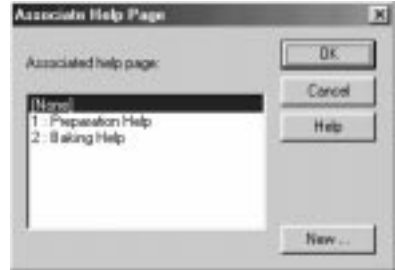 Associate Help Page
Associated help page:
OK
Cancel
Help
[None]
1 : Preparation Help
2 : Baking Help
New ...